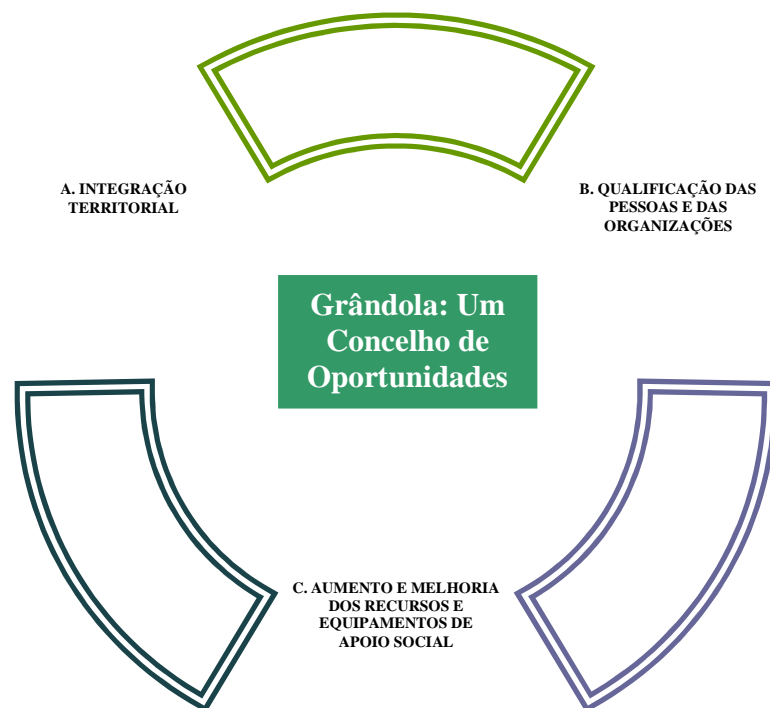 A. INTEGRAÇÃO
TERRITORIAL
B. QUALIFICAÇÃO DAS
PESSOAS E DAS
ORGANIZAÇÕES
Grândola: Um
Concelho de
Oportunidades
C. AUMENTO E MELHORIA
DOS RECURSOS E
EQUIPAMENTOS DE
APOIO SOCIAL